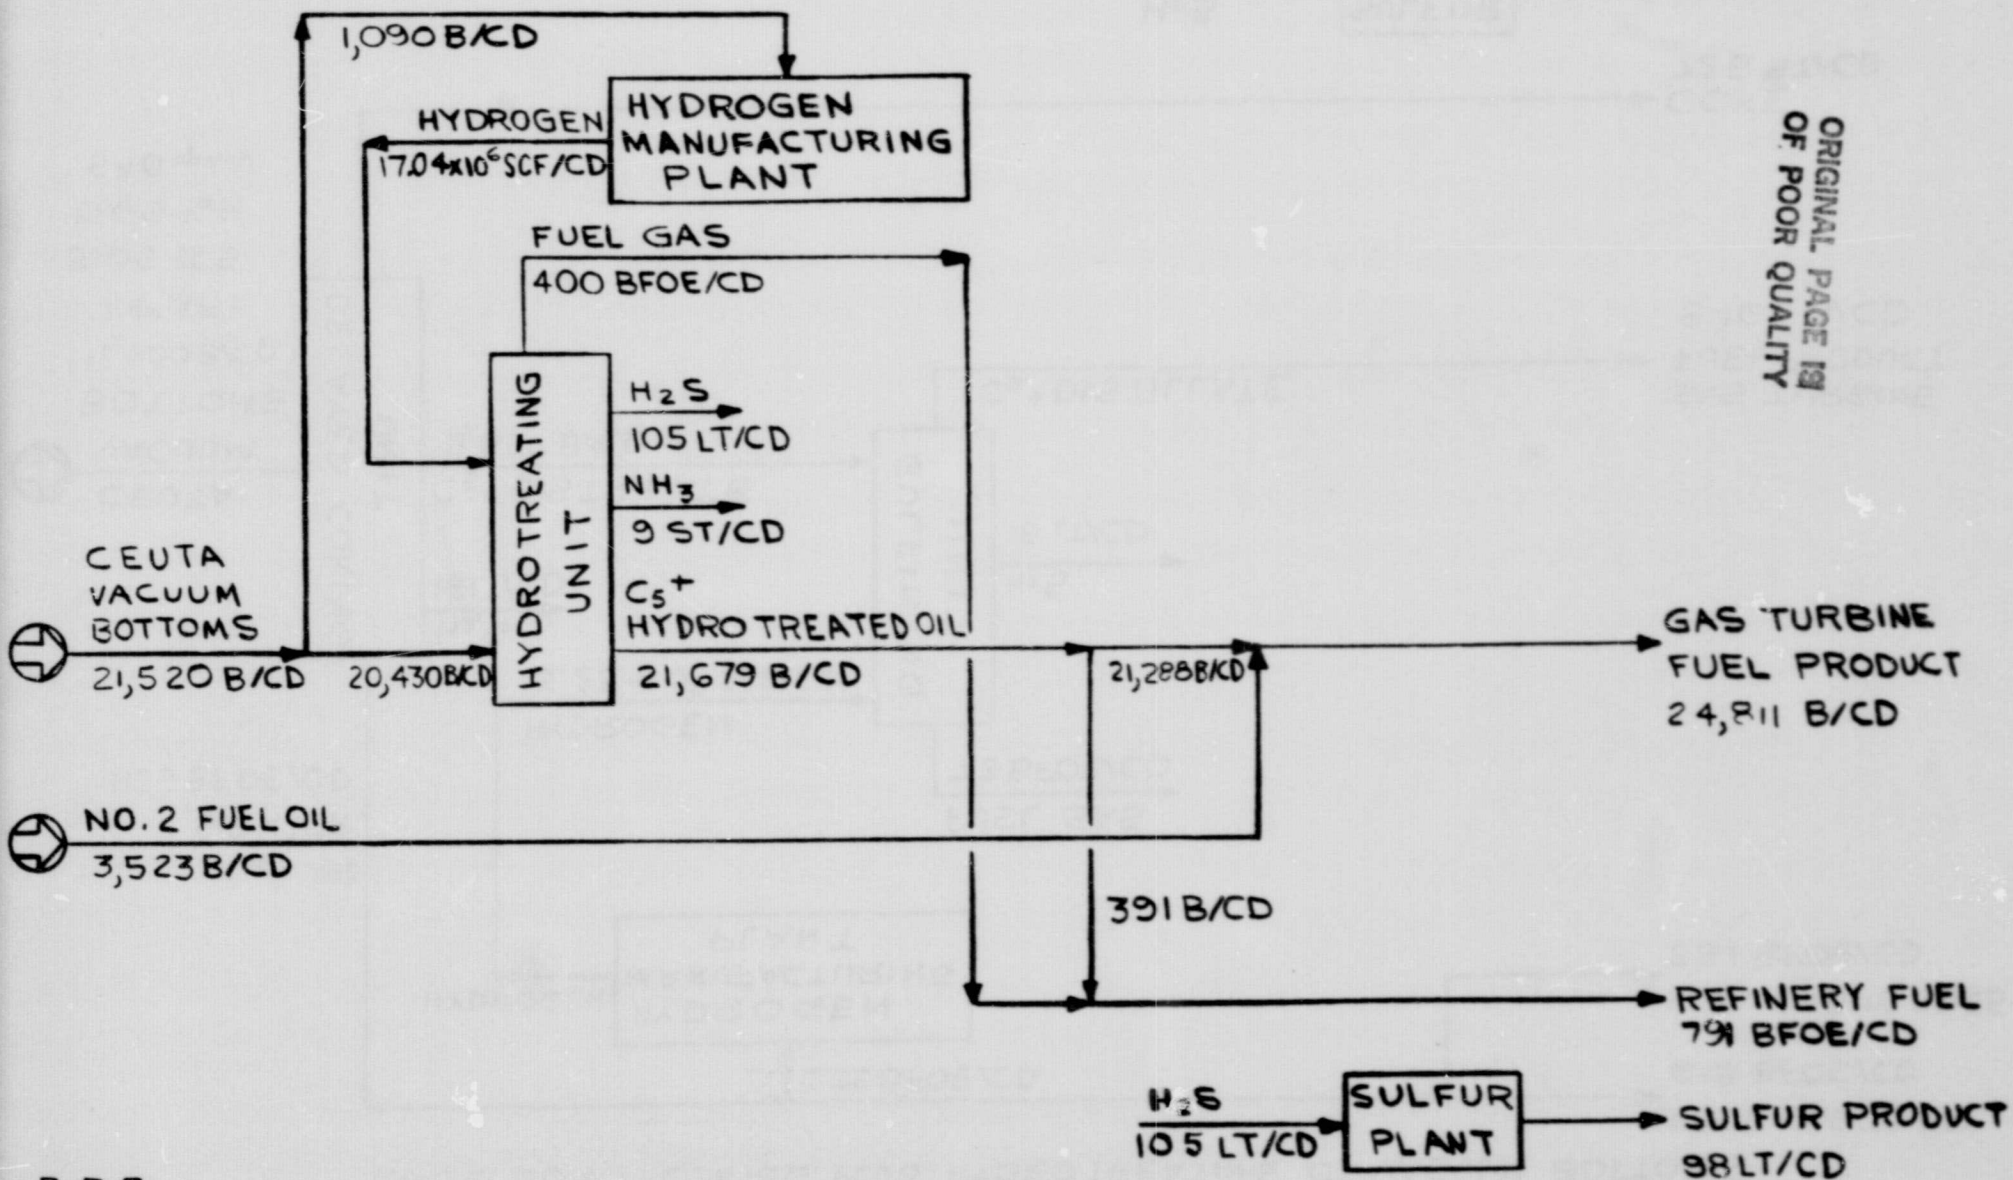 1,090 B/CD
HYDROGEN
MANUFACTURING
PLANT
HYDROGEN
17.04x10⁶ SCF/CD
FUEL GAS
400 BFOE/CD
HYDROTREATING
UNIT
H₂S
105 LT/CD
NH₃
9 ST/CD
C₅+
HYDROTREATED OIL
21,679 B/CD
CEUTA
VACUUM
BOTTOMS
21,520 B/CD
20,430 B/CD
21,288 B/CD
GAS TURBINE
FUEL PRODUCT
24,811 B/CD
NO. 2 FUEL OIL
3,523 B/CD
391 B/CD
REFINERY FUEL
791 BFOE/CD
H₂S
105 LT/CD
SULFUR
PLANT
SULFUR PRODUCT
98 LT/CD
ORIGINAL PAGE IS
OF POOR QUALITY